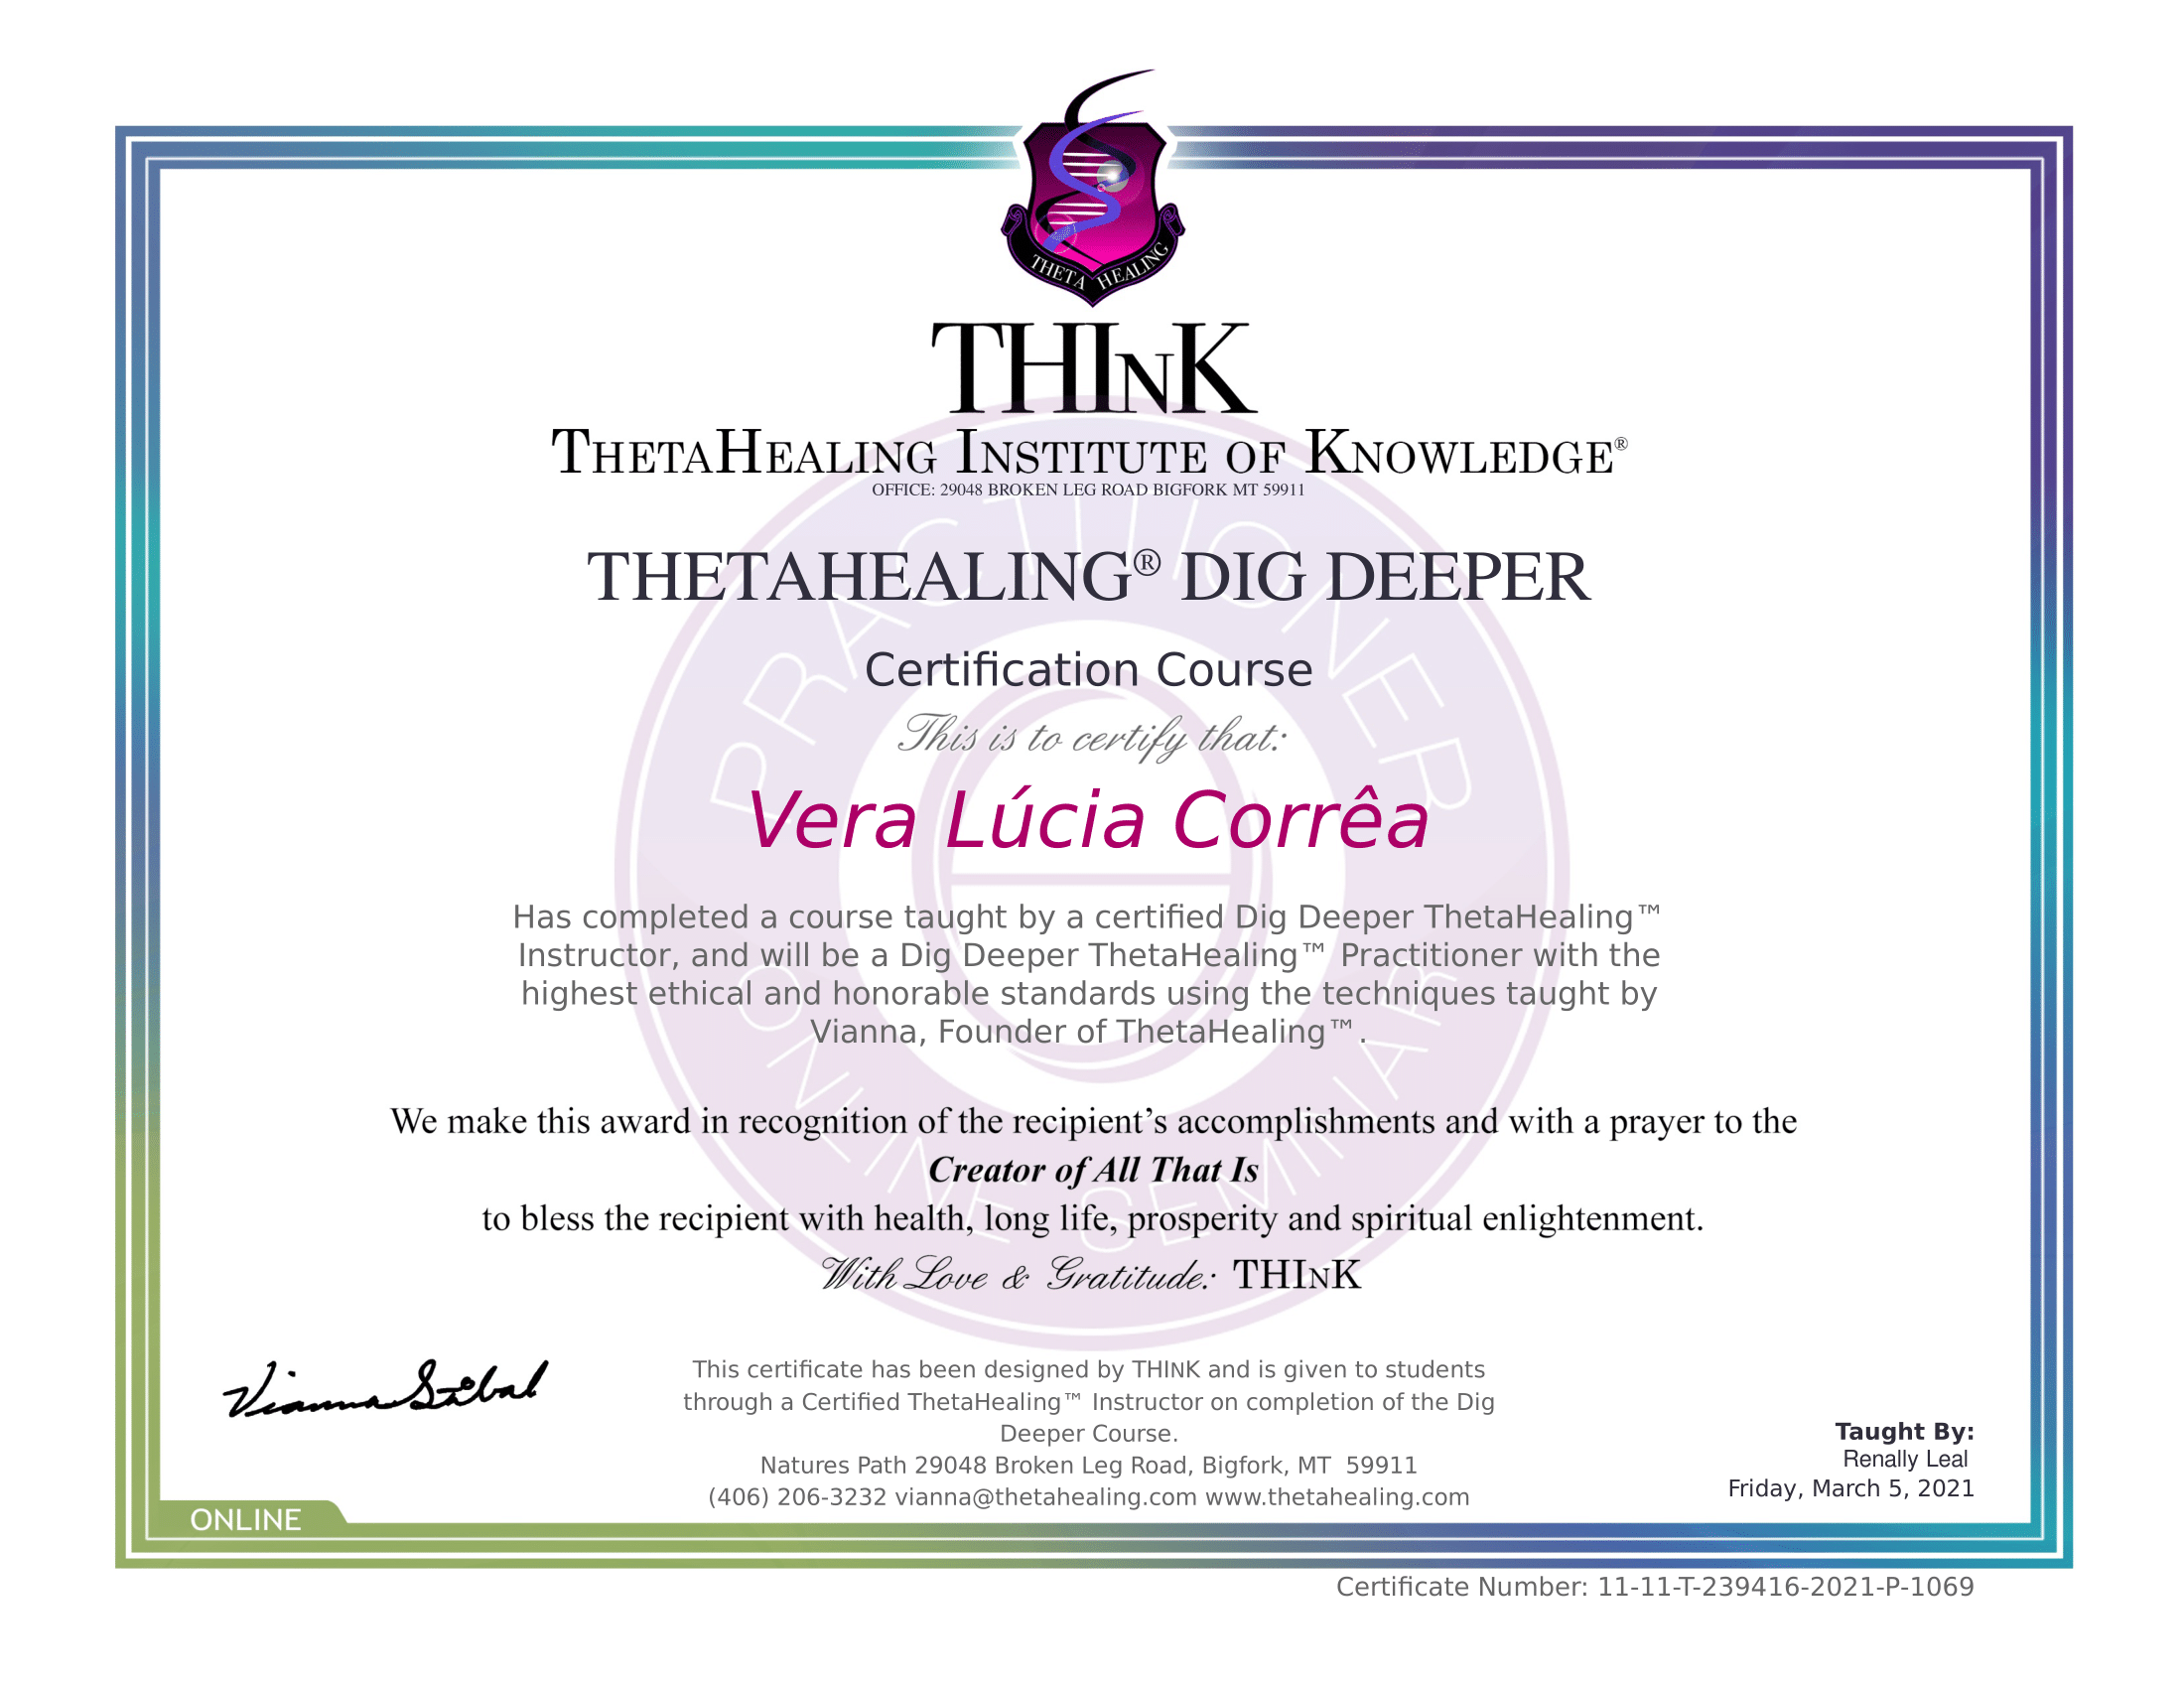 THETA HEALING
THINK
THETAHEALING INSTITUTE OF KNOWLEDGE®
OFFICE: 29048 BROKEN LEG ROAD BIGFORK MT 59911
THETAHEALING® DIG DEEPER
Certification Course
This is to certify that:
Vera Lúcia Corrêa
Has completed a course taught by a certified Dig Deeper ThetaHealing™
Instructor, and will be a Dig Deeper ThetaHealing™ Practitioner with the
highest ethical and honorable standards using the techniques taught by
Vianna, Founder of ThetaHealing™.
We make this award in recognition of the recipient’s accomplishments and with a prayer to the
Creator of All That Is
to bless the recipient with health, long life, prosperity and spiritual enlightenment.
With Love & Gratitude: THINK
PRACTITIONER
ONLINE SEMINAR
Vianna Stibal
This certificate has been designed by THINK and is given to students
through a Certified ThetaHealing™ Instructor on completion of the Dig
Deeper Course.
Natures Path 29048 Broken Leg Road, Bigfork, MT 59911
(406) 206-3232 vianna@thetahealing.com www.thetahealing.com
Taught By:
Renally Leal
Friday, March 5, 2021
ONLINE
Certificate Number: 11-11-T-239416-2021-P-1069